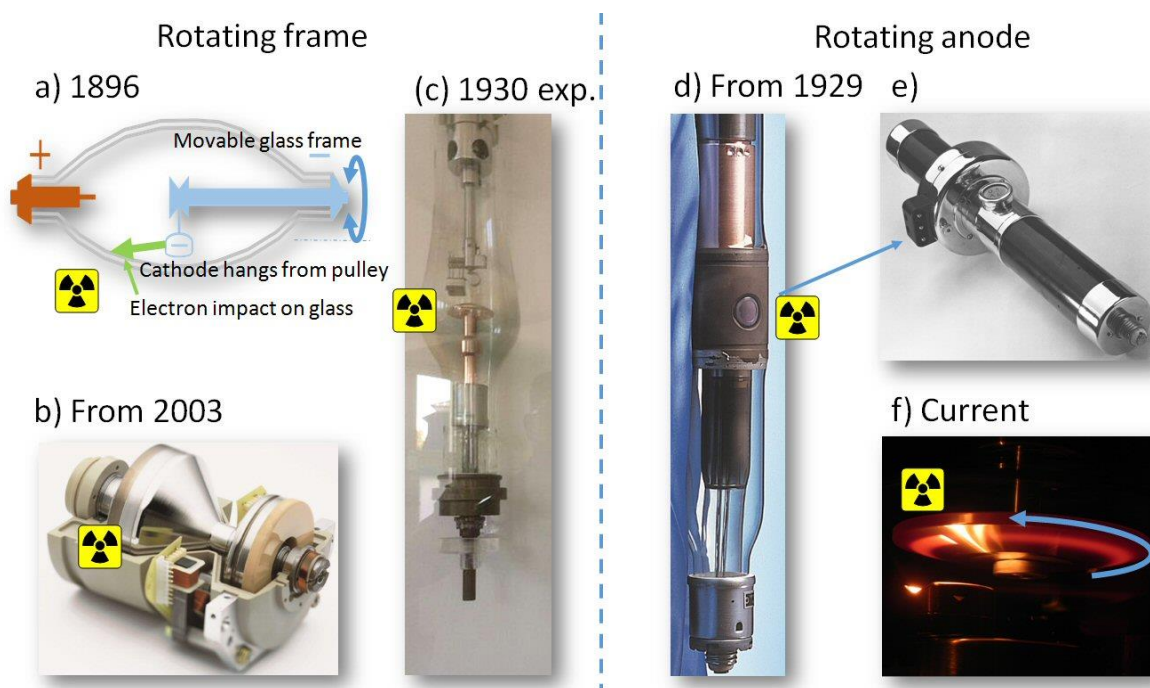 Rotating frame
a) 1896
+
−
Movable glass frame
−
Cathode hangs from pulley
Electron impact on glass
(c) 1930 exp.
b) From 2003
Rotating anode
d) From 1929
e)
f) Current